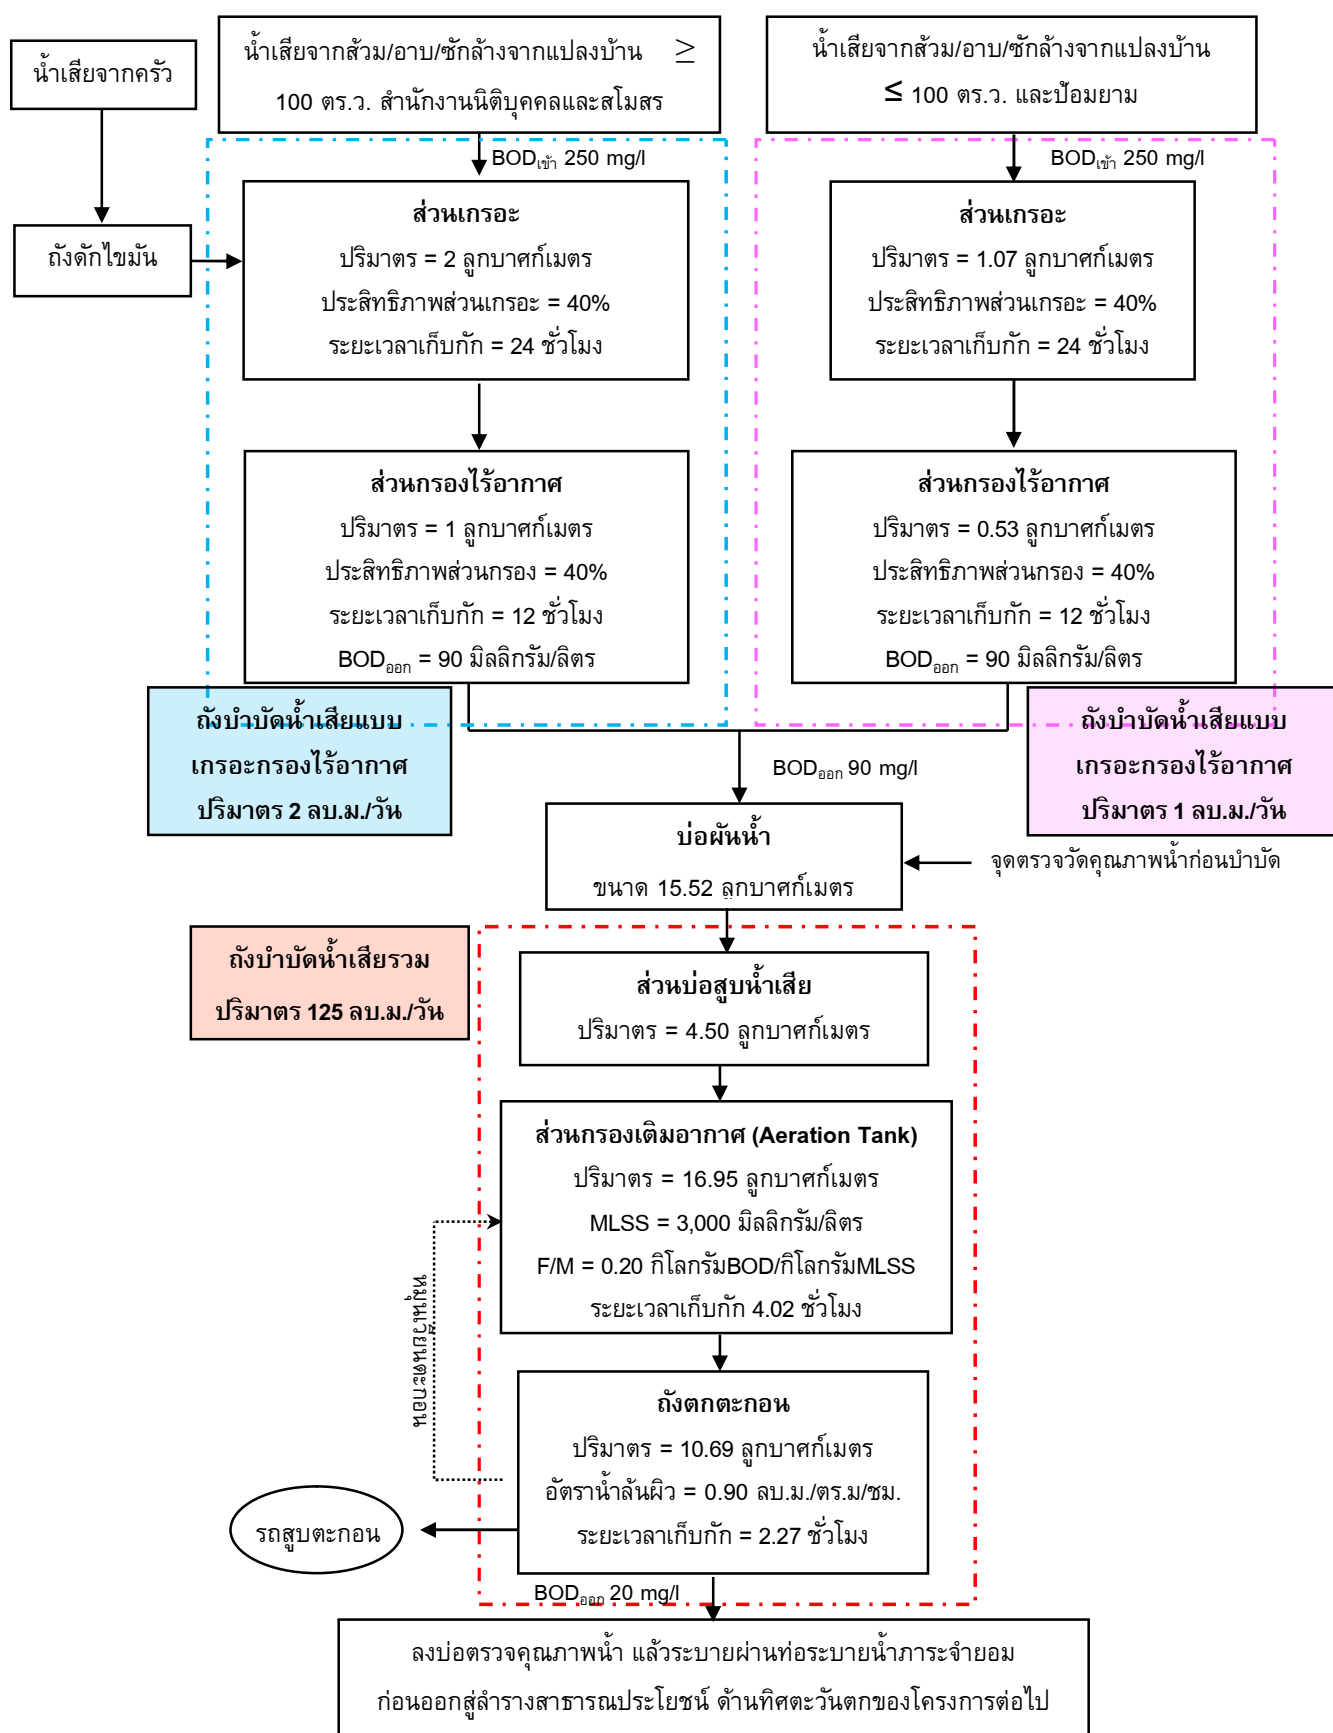 น้ำเสียจากครัว
น้ำเสียจากส้วม/อาบ/ซักล้างจากแปลงบ้าน ≥
100 ตร.ว. สำนักงานนิติบุคคลและสโมสร
น้ำเสียจากส้วม/อาบ/ซักล้างจากแปลงบ้าน
≤ 100 ตร.ว. และป้อมยาม
BODเข้า 250 mg/l
BODเข้า 250 mg/l
ถังดักไขมัน
ส่วนเกรอะ
ปริมาตร = 2 ลูกบาศก์เมตร
ประสิทธิภาพส่วนเกรอะ = 40%
ระยะเวลาเก็บกัก = 24 ชั่วโมง
ส่วนเกรอะ
ปริมาตร = 1.07 ลูกบาศก์เมตร
ประสิทธิภาพส่วนเกรอะ = 40%
ระยะเวลาเก็บกัก = 24 ชั่วโมง
ส่วนกรองไร้อากาศ
ปริมาตร = 1 ลูกบาศก์เมตร
ประสิทธิภาพส่วนกรอง = 40%
ระยะเวลาเก็บกัก = 12 ชั่วโมง
BODออก = 90 มิลลิกรัม/ลิตร
ส่วนกรองไร้อากาศ
ปริมาตร = 0.53 ลูกบาศก์เมตร
ประสิทธิภาพส่วนกรอง = 40%
ระยะเวลาเก็บกัก = 12 ชั่วโมง
BODออก = 90 มิลลิกรัม/ลิตร
ถังบำบัดน้ำเสียแบบ
เกรอะกรองไร้อากาศ
ปริมาตร 2 ลบ.ม./วัน
ถังบำบัดน้ำเสียแบบ
เกรอะกรองไร้อากาศ
ปริมาตร 1 ลบ.ม./วัน
BODออก 90 mg/l
บ่อผันน้ำ
ขนาด 15.52 ลูกบาศก์เมตร
จุดตรวจวัดคุณภาพน้ำก่อนบำบัด
ถังบำบัดน้ำเสียรวม
ปริมาตร 125 ลบ.ม./วัน
ส่วนบ่อสูบน้ำเสีย
ปริมาตร = 4.50 ลูกบาศก์เมตร
ส่วนกรองเติมอากาศ (Aeration Tank)
ปริมาตร = 16.95 ลูกบาศก์เมตร
MLSS = 3,000 มิลลิกรัม/ลิตร
F/M = 0.20 กิโลกรัมBOD/กิโลกรัมMLSS
ระยะเวลาเก็บกัก 4.02 ชั่วโมง
หมุนเวียนตะกอน
ถังตกตะกอน
ปริมาตร = 10.69 ลูกบาศก์เมตร
อัตราน้ำล้นผิว = 0.90 ลบ.ม./ตร.ม/ชม.
ระยะเวลาเก็บกัก = 2.27 ชั่วโมง
รถสูบตะกอน
BODออก 20 mg/l
ลงบ่อตรวจคุณภาพน้ำ แล้วระบายผ่านท่อระบายน้ำภาระจำยอม
ก่อนออกสู่ลำรางสาธารณประโยชน์ ด้านทิศตะวันตกของโครงการต่อไป